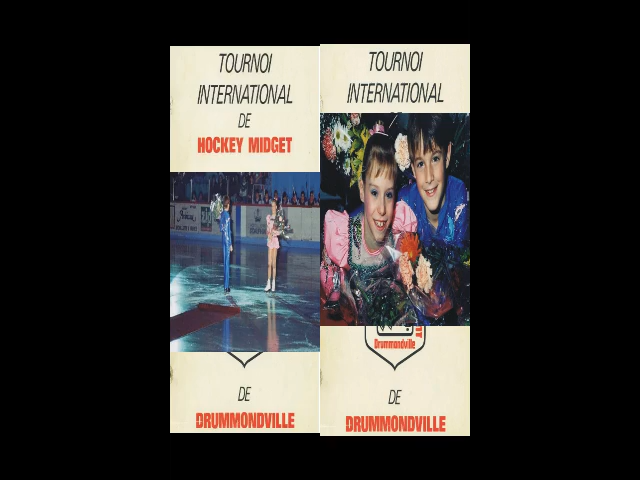 TOURNOI
INTERNATIONAL
DE
HOCKEY MIDGET
DE
DRUMMONDVILLE
TOURNOI
INTERNATIONAL
Drummondville
DE
DRUMMONDVILLE